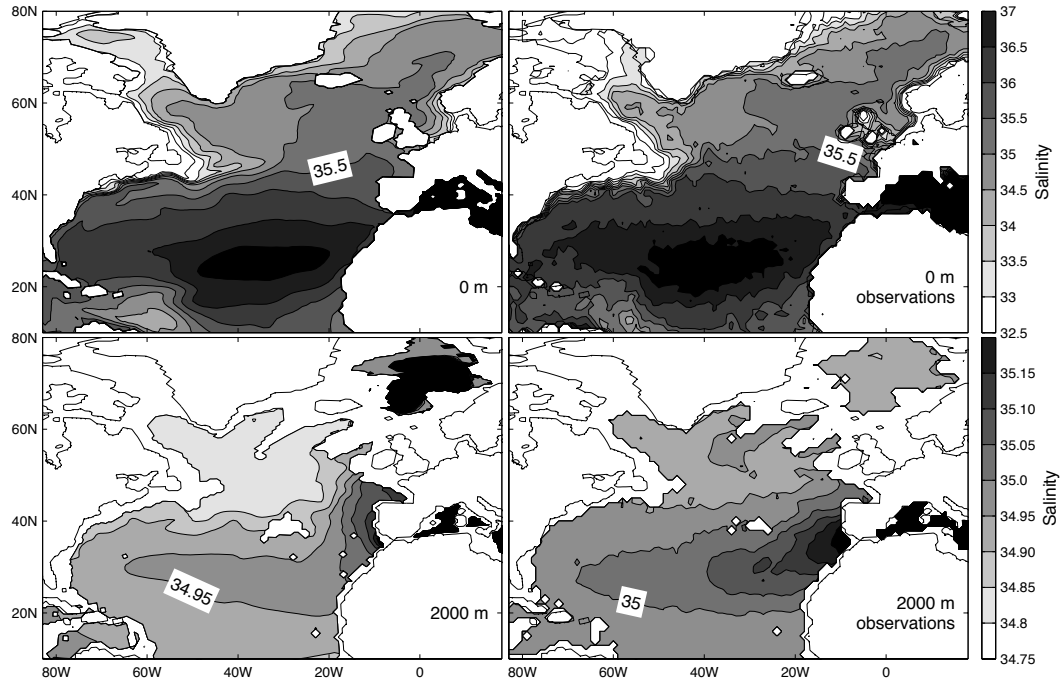 80N
60N
40N
20N
35.5
0 m
35.5
0 m
observations
37
36.5
36
35.5
35
34.5
34
33.5
33
32.5
Salinity
80N
60N
40N
20N
34.95
2000 m
35
2000 m
observations
35.15
35.10
35.05
35.0
34.95
34.90
34.85
34.8
34.75
Salinity
80W 60W 40W 20W 0
80W 60W 40W 20W 0